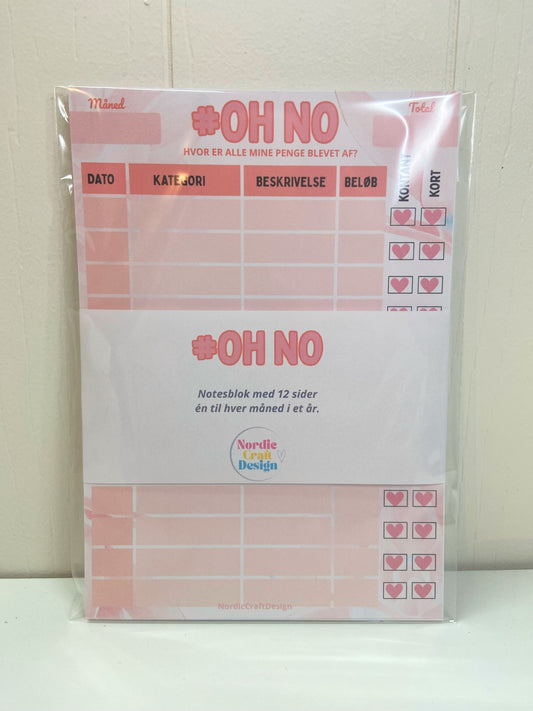 Måned
Total
#OH NO
HVOR ER ALLE MINE PENGE BLEVET AF?
DATO KATEGORI BESKRIVELSE BELØB KONTANT KORT
#OH NO
Notesblok med 12 sider
én til hver måned i et år.
Nordic
Craft
Design
NordicCraftDesign